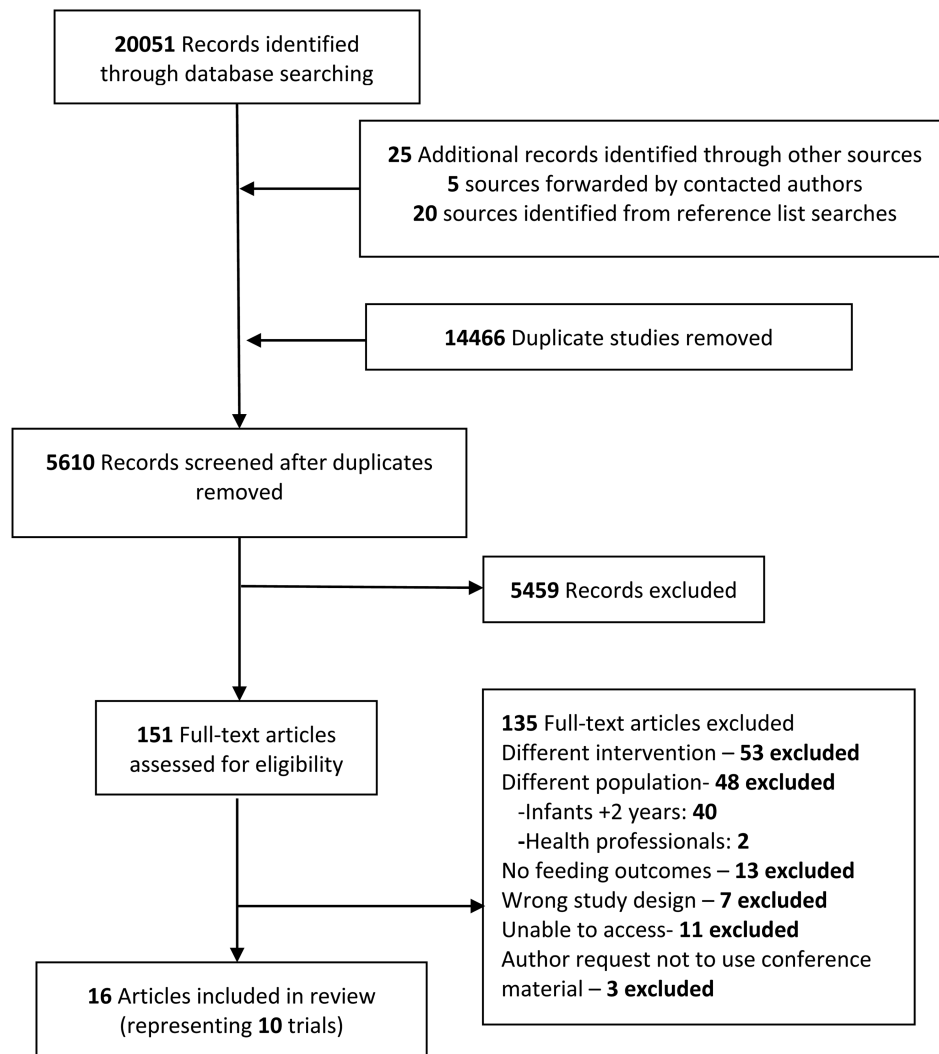 20051 Records identified
through database searching
25 Additional records identified through other sources
5 sources forwarded by contacted authors
20 sources identified from reference list searches
14466 Duplicate studies removed
5610 Records screened after duplicates
removed
5459 Records excluded
151 Full-text articles
assessed for eligibility
135 Full-text articles excluded
Different intervention – 53 excluded
Different population- 48 excluded
-Infants +2 years: 40
-Health professionals: 2
No feeding outcomes – 13 excluded
Wrong study design – 7 excluded
Unable to access- 11 excluded
Author request not to use conference
material – 3 excluded
16 Articles included in review
(representing 10 trials)